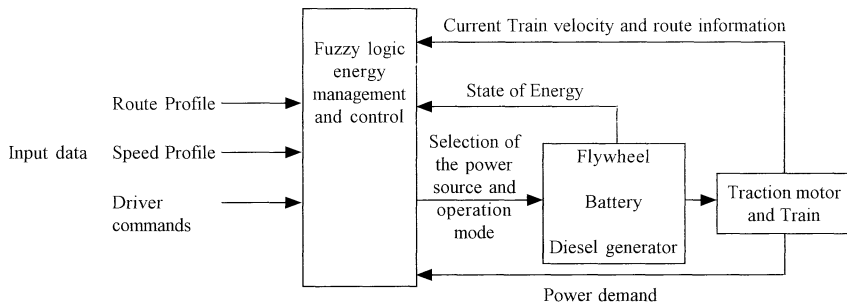 Current Train velocity and route information
Fuzzy logic
energy
management
and control
State of Energy
Route Profile
Input data
Speed Profile
Driver
commands
Selection of
the power
source and
operation
mode
Flywheel
Battery
Diesel generator
Traction motor
and Train
Power demand